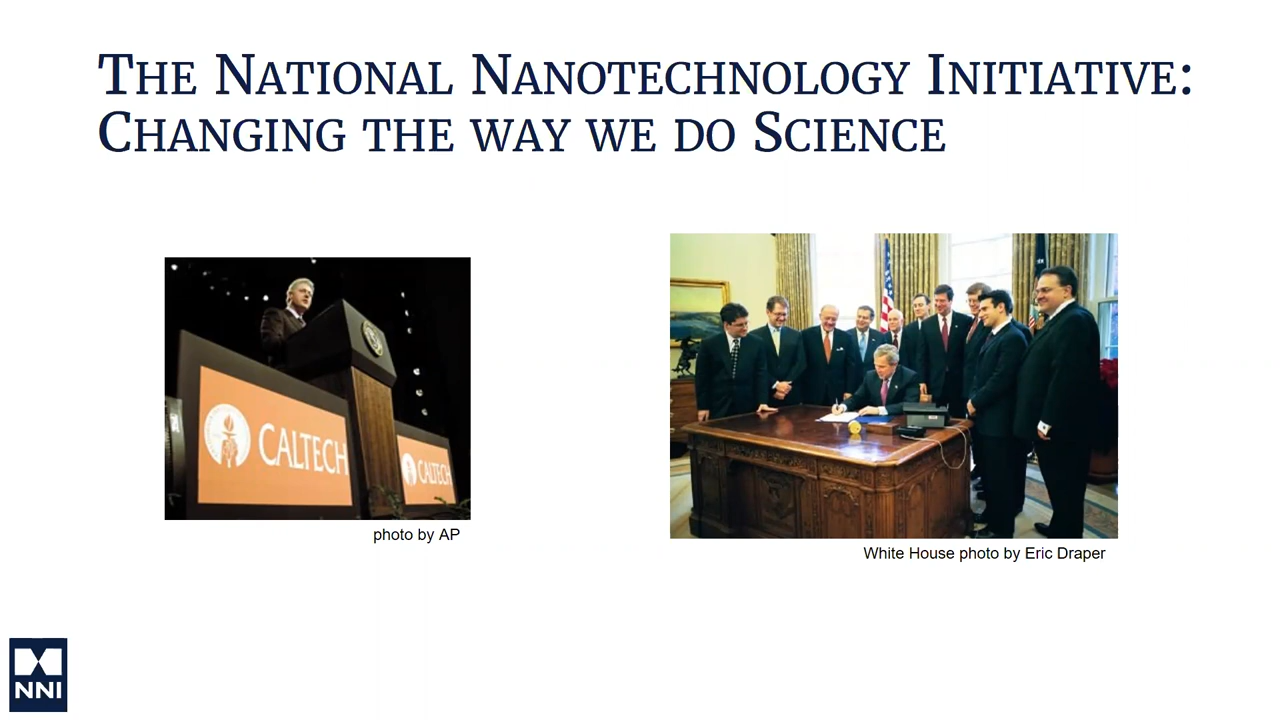 The National Nanotechnology Initiative:
Changing the way we do Science
CALTECH
CALTECH
photo by AP
White House photo by Eric Draper
NNI